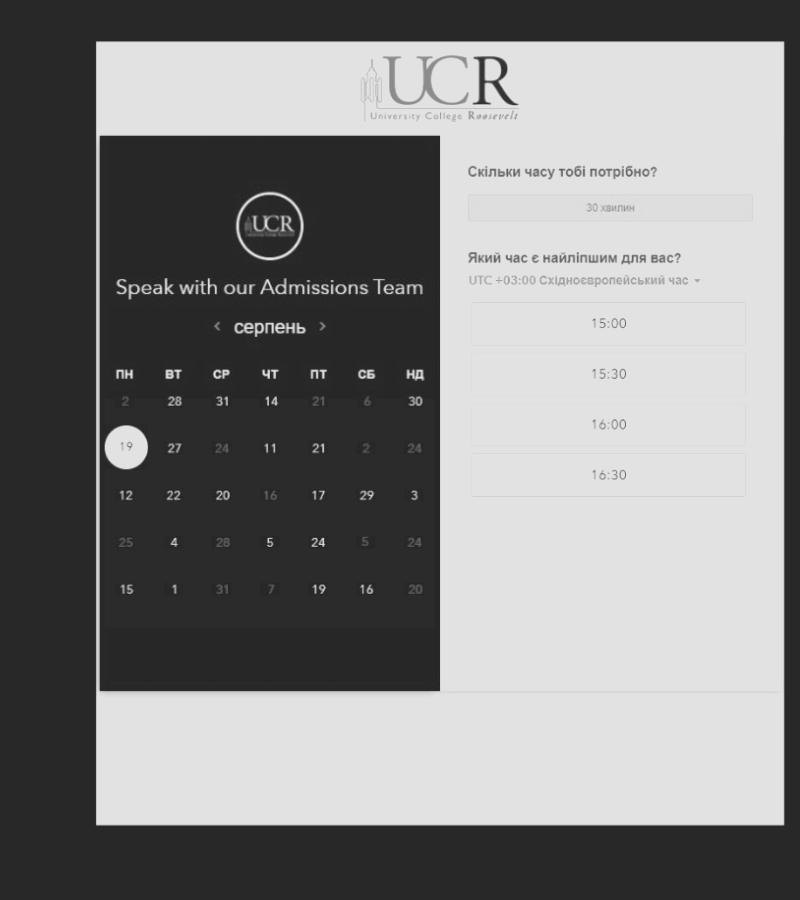 UCR
University College Roosevelt
UCR
Speak with our Admissions Team
< серпень >
ПН ВТ СР ЧТ ПТ СБ НД
2 28 31 14 21 6 30
19 27 24 11 21 2 24
12 22 20 16 17 29 3
25 4 28 5 24 5 24
15 1 31 7 19 16 20
Скільки часу тобі потрібно?
30 хвилин
Який час є найліпшим для вас?
UTC +03:00 Східноєвропейський час
15:00
15:30
16:00
16:30